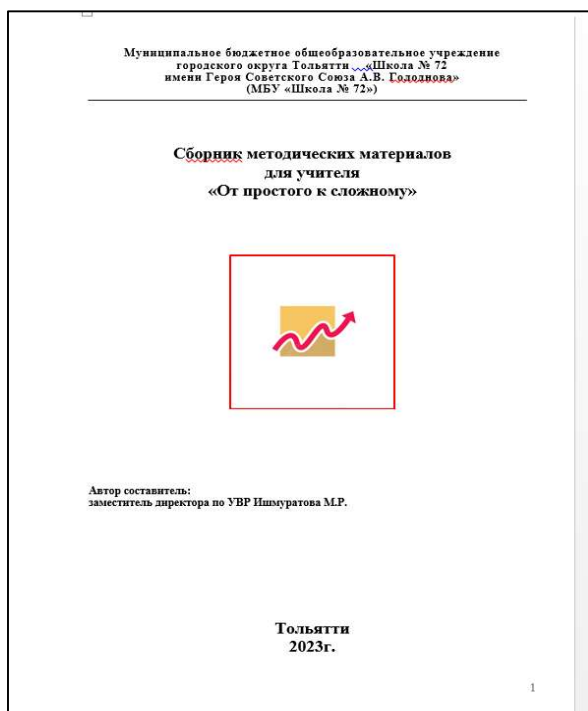 Муниципальное бюджетное общеобразовательное учреждение
городского округа Тольятти «Школа № 72
имени Героя Советского Союза А.В. Гололнова»
(МБУ «Школа № 72»)
Сборник методических материалов
для учителя
«От простого к сложному»
Автор составитель:
заместитель директора по УВР Ишмуратова М.Р.
Тольятти
2023г.
1